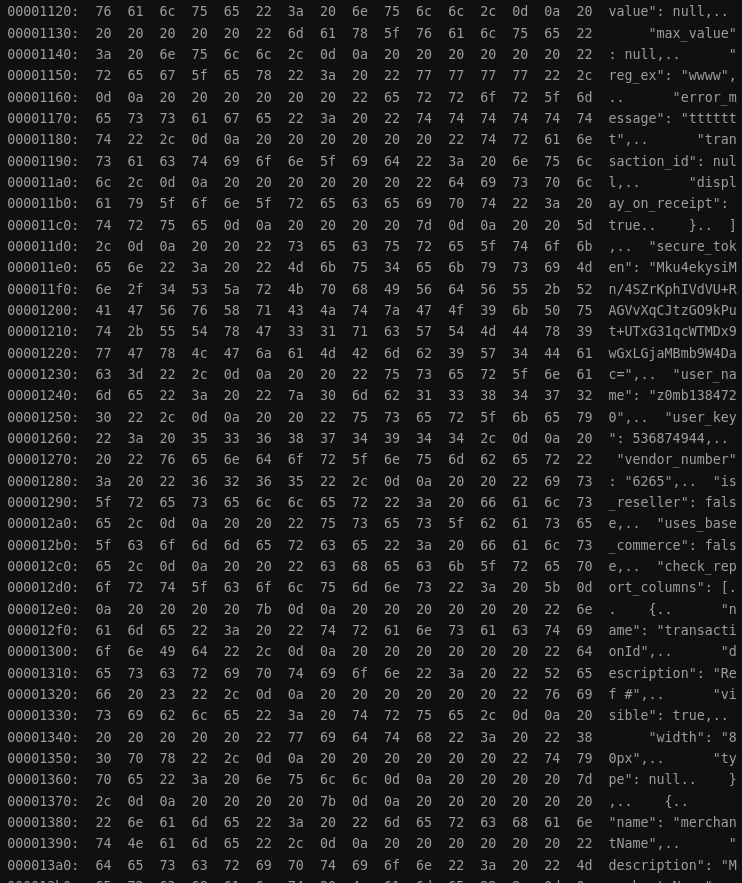 00001120: 76 61 6c 75 65 22 3a 20 6e 75 6c 6c 2c 0d 0a 20 value": null,..
00001130: 20 20 20 20 20 22 6d 61 78 5f 76 61 6c 75 65 22      "max_value"
00001140: 3a 20 6e 75 6c 6c 2c 0d 0a 20 20 20 20 20 20 22 : null,..      "
00001150: 72 65 67 5f 65 78 22 3a 20 22 77 77 77 77 22 2c reg_ex": "wwww",
00001160: 0d 0a 20 20 20 20 20 20 22 65 72 72 6f 72 5f 6d ..      "error_m
00001170: 65 73 73 61 67 65 22 3a 20 22 74 74 74 74 74 74 essage": "tttttt
00001180: 74 22 2c 0d 0a 20 20 20 20 20 20 22 74 72 61 6e t",..      "tran
00001190: 73 61 63 74 69 6f 6e 5f 69 64 22 3a 20 6e 75 6c saction_id": nul
000011a0: 6c 2c 0d 0a 20 20 20 20 20 20 22 64 69 73 70 6c l,..      "displ
000011b0: 61 79 5f 6f 6e 5f 72 65 63 65 69 70 74 22 3a 20 ay_on_receipt":
000011c0: 74 72 75 65 0d 0a 20 20 20 20 7d 0d 0a 20 20 5d true..    }..  ]
000011d0: 2c 0d 0a 20 20 22 73 65 63 75 72 65 5f 74 6f 6b ,..  "secure_tok
000011e0: 65 6e 22 3a 20 22 4d 6b 75 34 65 6b 79 73 69 4d en": "Mku4ekysiM
000011f0: 6e 2f 34 53 5a 72 4b 70 68 49 56 64 56 55 2b 52 n/4SZrKphIVdVU+R
00001200: 41 47 56 76 58 71 43 4a 74 7a 47 4f 39 6b 50 75 AGVvXqCJtzGO9kPu
00001210: 74 2b 55 54 78 47 33 31 71 63 57 54 4d 44 78 39 t+UTxG31qcWTMDx9
00001220: 77 47 78 4c 47 6a 61 4d 42 6d 62 39 57 34 44 61 wGxLGjaMBmb9W4Da
00001230: 63 3d 22 2c 0d 0a 20 20 22 75 73 65 72 5f 6e 61 c=",..  "user_na
00001240: 6d 65 22 3a 20 22 7a 30 6d 62 31 33 38 34 37 32 me": "z0mb138472
00001250: 30 22 2c 0d 0a 20 20 22 75 73 65 72 5f 6b 65 79 0",..  "user_key
00001260: 22 3a 20 35 33 36 38 37 34 39 34 34 2c 0d 0a 20 ": 536874944,..
00001270: 20 22 76 65 6e 64 6f 72 5f 6e 75 6d 62 65 72 22  "vendor_number"
00001280: 3a 20 22 36 32 36 35 22 2c 0d 0a 20 20 22 69 73 : "6265",..  "is
00001290: 5f 72 65 73 65 6c 6c 65 72 22 3a 20 66 61 6c 73 _reseller": fals
000012a0: 65 2c 0d 0a 20 20 22 75 73 65 73 5f 62 61 73 65 e,..  "uses_base
000012b0: 5f 63 6f 6d 6d 65 72 63 65 22 3a 20 66 61 6c 73 _commerce": fals
000012c0: 65 2c 0d 0a 20 20 22 63 68 65 63 6b 5f 72 65 70 e,..  "check_rep
000012d0: 6f 72 74 5f 63 6f 6c 75 6d 6e 73 22 3a 20 5b 0d ort_columns": [.
000012e0: 0a 20 20 20 20 7b 0d 0a 20 20 20 20 20 20 22 6e .    {..      "n
000012f0: 61 6d 65 22 3a 20 22 74 72 61 6e 73 61 63 74 69 ame": "transacti
00001300: 6f 6e 49 64 22 2c 0d 0a 20 20 20 20 20 20 22 64 onId",..      "d
00001310: 65 73 63 72 69 70 74 69 6f 6e 22 3a 20 22 52 65 escription": "Re
00001320: 66 20 23 22 2c 0d 0a 20 20 20 20 20 20 22 76 69 f #",..      "vi
00001330: 73 69 62 6c 65 22 3a 20 74 72 75 65 2c 0d 0a 20 sible": true,..
00001340: 20 20 20 20 20 22 77 69 64 74 68 22 3a 20 22 38      "width": "8
00001350: 30 70 78 22 2c 0d 0a 20 20 20 20 20 20 22 74 79 0px",..      "ty
00001360: 70 65 22 3a 20 6e 75 6c 6c 0d 0a 20 20 20 20 7d pe": null..    }
00001370: 2c 0d 0a 20 20 20 20 7b 0d 0a 20 20 20 20 20 20 ,..    {..
00001380: 22 6e 61 6d 65 22 3a 20 22 6d 65 72 63 68 61 6e "name": "merchan
00001390: 74 4e 61 6d 65 22 2c 0d 0a 20 20 20 20 20 20 22 tName",..      "
000013a0: 64 65 73 63 72 69 70 74 69 6f 6e 22 3a 20 22 4d description": "M